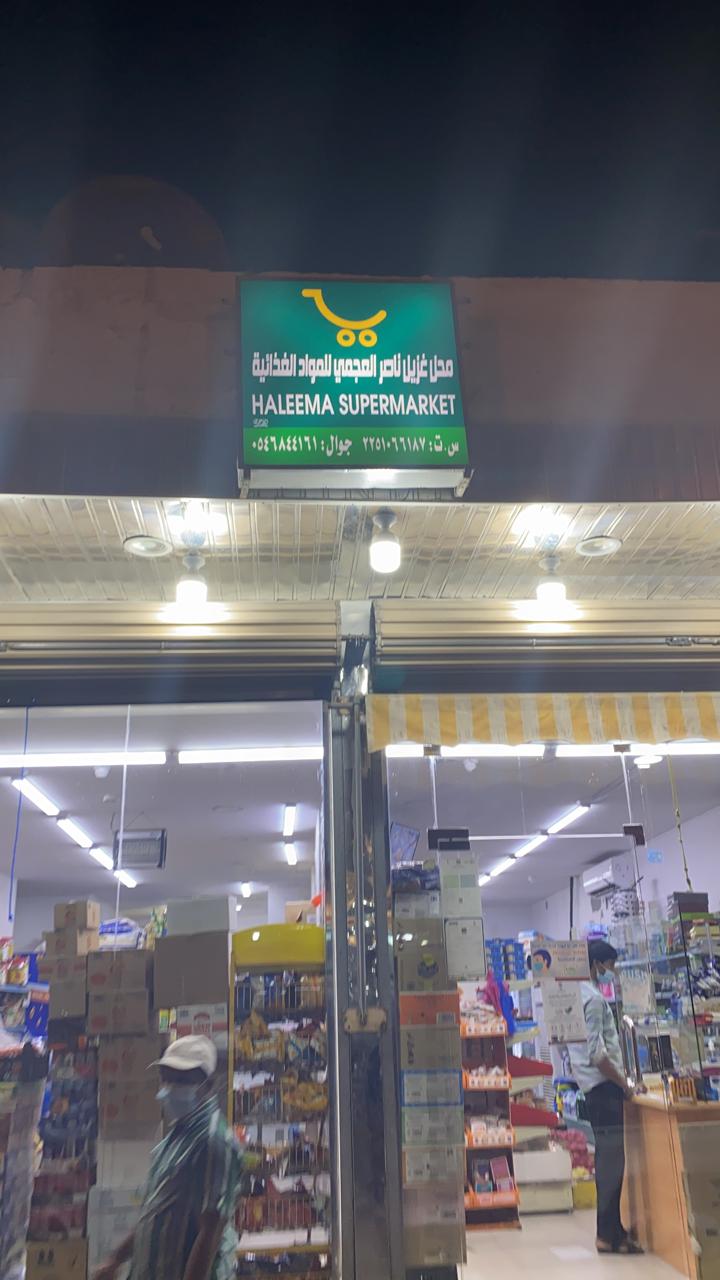 محل غزيل ناصر العجمي للمواد الغذائية
HALEEMA SUPERMARKET
س.ت: ٢٢٥١٠٦٦١٨٧ جوال: ٠٥٤٦٨٤٤١٦١